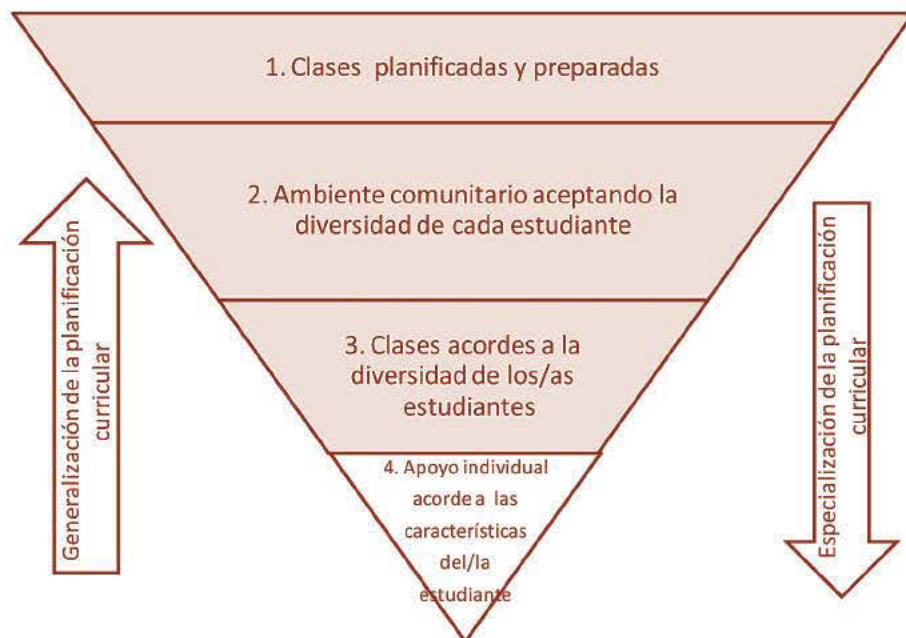 1. Clases planificadas y preparadas
2. Ambiente comunitario aceptando la
diversidad de cada estudiante
3. Clases acordes a la
diversidad de los/as
estudiantes
4. Apoyo individual
acorde a las
características
del/la
estudiante
Generalización de la planificación
curricular
Especialización de la planificación
curricular